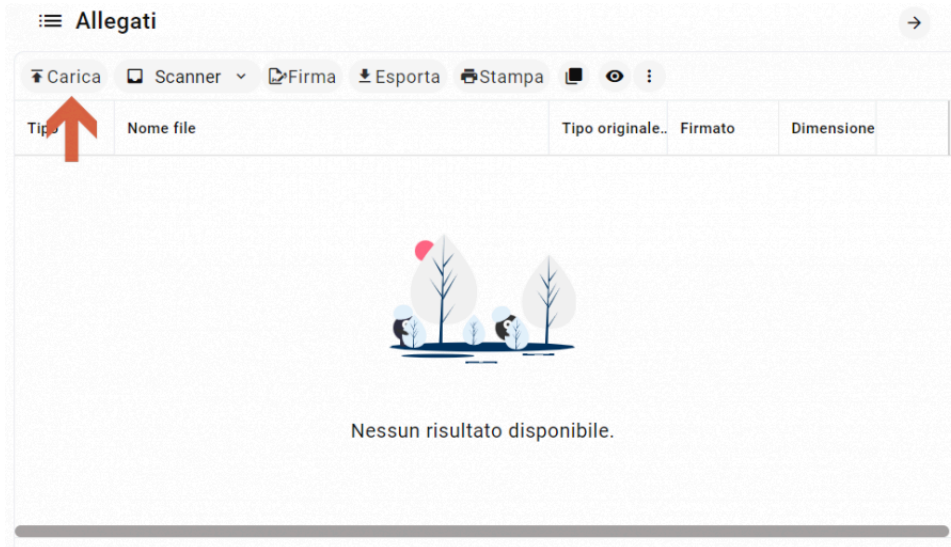 Allegati
Carica Scanner Firma Esporta Stampa
Tipo Nome file Tipo originale.. Firmato Dimensione
Nessun risultato disponibile.